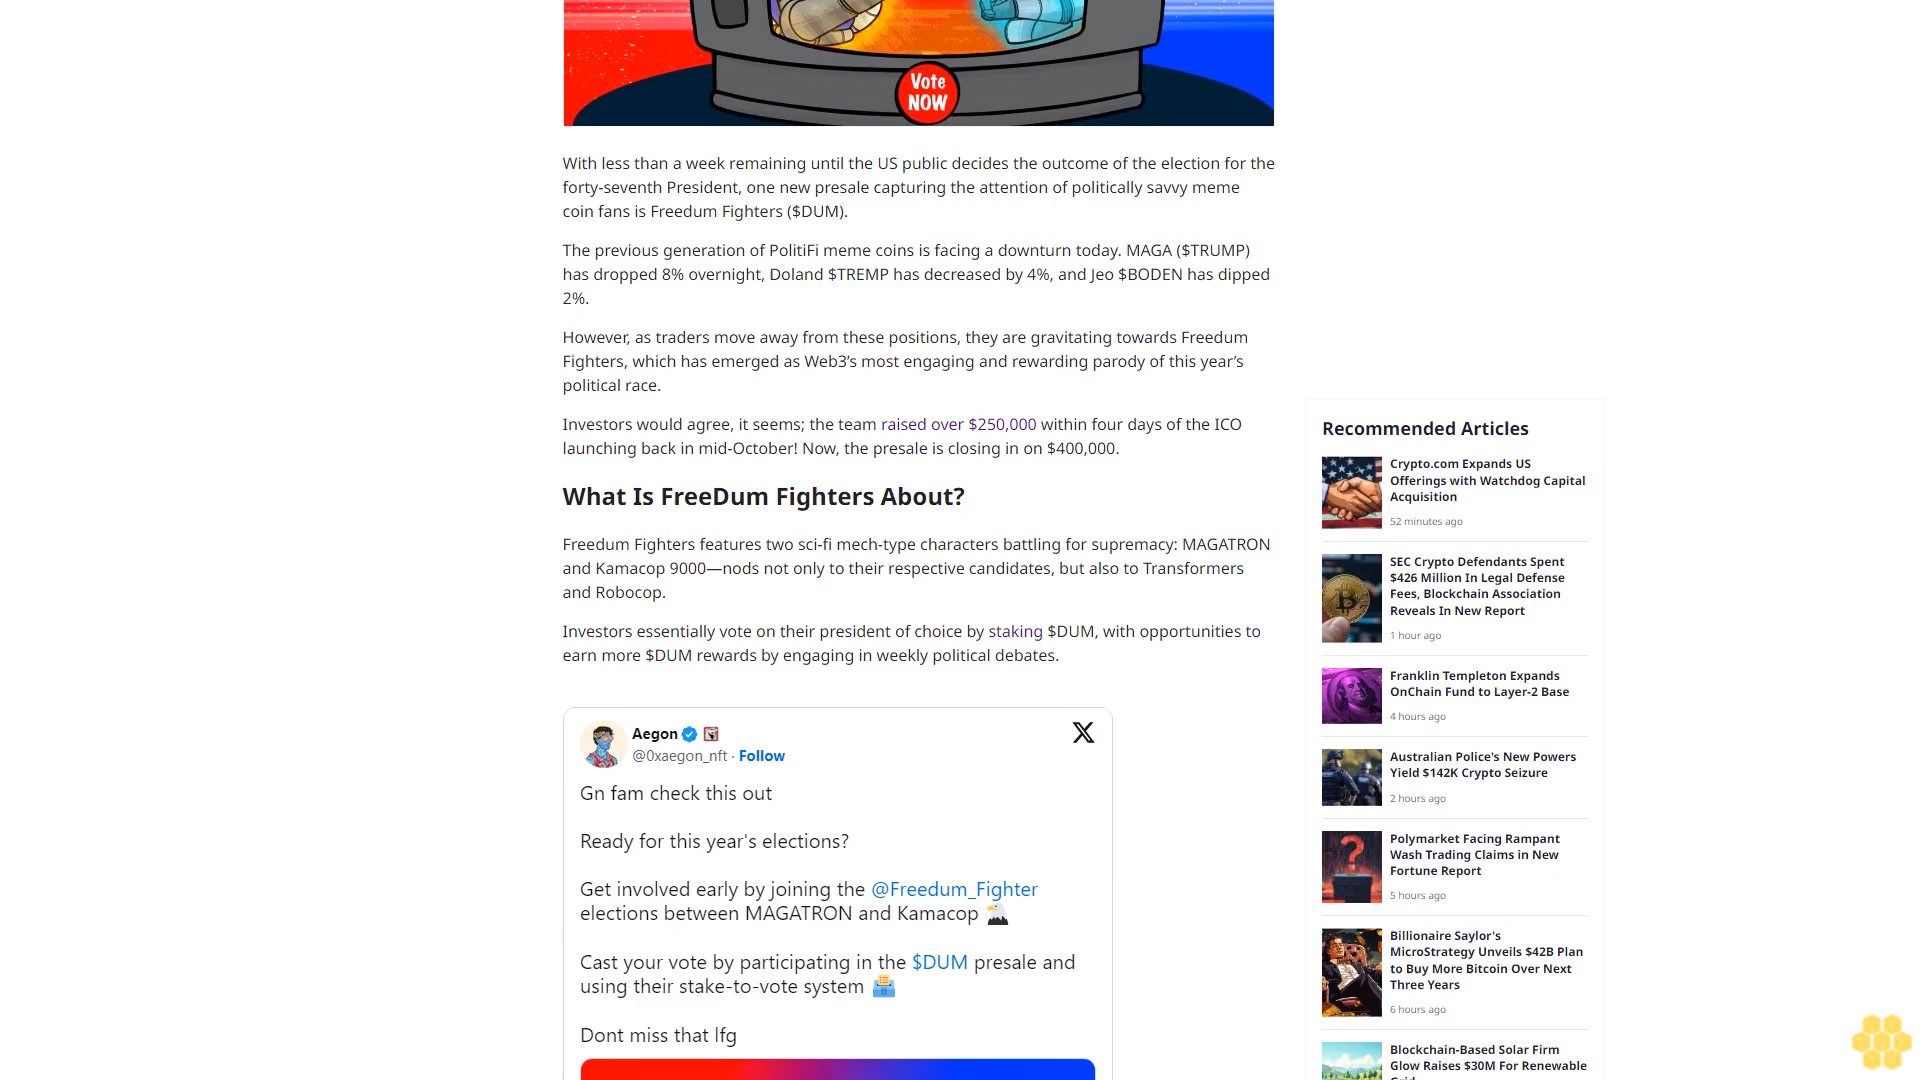 Vote
NOW
With less than a week remaining until the US public decides the outcome of the election for the
forty-seventh President, one new presale capturing the attention of politically savvy meme
coin fans is Freedum Fighters ($DUM).
The previous generation of PolitiFi meme coins is facing a downturn today. MAGA ($TRUMP)
has dropped 8% overnight, Doland $TREMP has decreased by 4%, and Jeo $BODEN has dipped
2%.
However, as traders move away from these positions, they are gravitating towards Freedum
Fighters, which has emerged as Web3’s most engaging and rewarding parody of this year’s
political race.
Investors would agree, it seems; the team raised over $250,000 within four days of the ICO
launching back in mid-October! Now, the presale is closing in on $400,000.
What Is FreeDum Fighters About?
Freedum Fighters features two sci-fi mech-type characters battling for supremacy: MAGATRON
and Kamacop 9000—nods not only to their respective candidates, but also to Transformers
and Robocop.
Investors essentially vote on their president of choice by staking $DUM, with opportunities to
earn more $DUM rewards by engaging in weekly political debates.
Aegon
@0xaegon_nft · Follow
Gn fam check this out
Ready for this year's elections?
Get involved early by joining the @Freedum_Fighter
elections between MAGATRON and Kamacop 🦅
Cast your vote by participating in the $DUM presale and
using their stake-to-vote system 🗳️
Dont miss that lfg
Recommended Articles
Crypto.com Expands US
Offerings with Watchdog Capital
Acquisition
52 minutes ago
SEC Crypto Defendants Spent
$426 Million In Legal Defense
Fees, Blockchain Association
Reveals In New Report
1 hour ago
Franklin Templeton Expands
OnChain Fund to Layer-2 Base
4 hours ago
Australian Police's New Powers
Yield $142K Crypto Seizure
2 hours ago
Polymarket Facing Rampant
Wash Trading Claims in New
Fortune Report
5 hours ago
Billionaire Saylor's
MicroStrategy Unveils $42B Plan
to Buy More Bitcoin Over Next
Three Years
6 hours ago
Blockchain-Based Solar Firm
Glow Raises $30M For Renewable